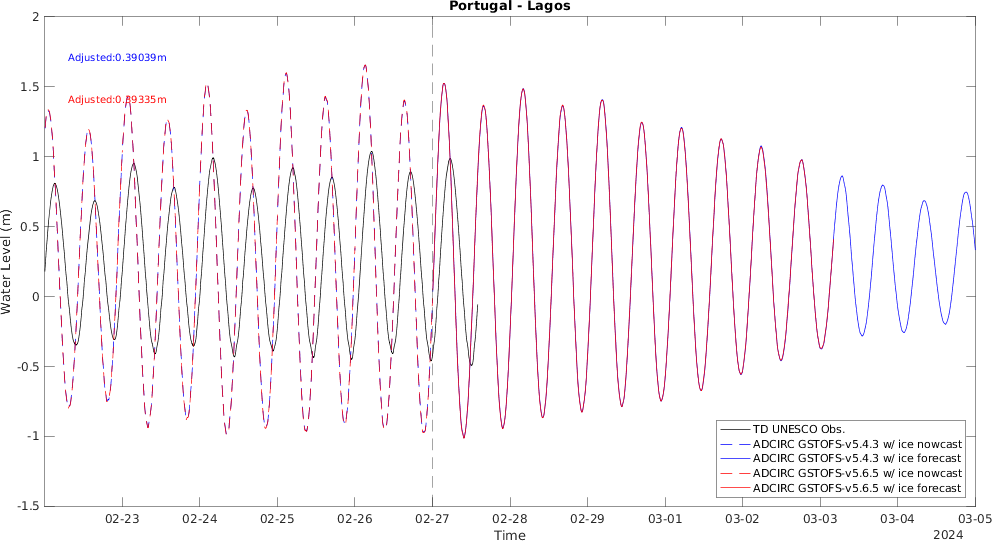 Portugal - Lagos
2
1.5
1
0.5
0
-0.5
-1
-1.5
Water Level (m)
Adjusted:0.39039m
Adjusted:0.39335m
TD UNESCO Obs.
ADCIRC GSTOFS-v5.4.3 w/ ice nowcast
ADCIRC GSTOFS-v5.4.3 w/ ice forecast
ADCIRC GSTOFS-v5.6.5 w/ ice nowcast
ADCIRC GSTOFS-v5.6.5 w/ ice forecast
02-23 02-24 02-25 02-26 02-27 02-28 02-29 03-01 03-02 03-03 03-04 03-05
Time
2024